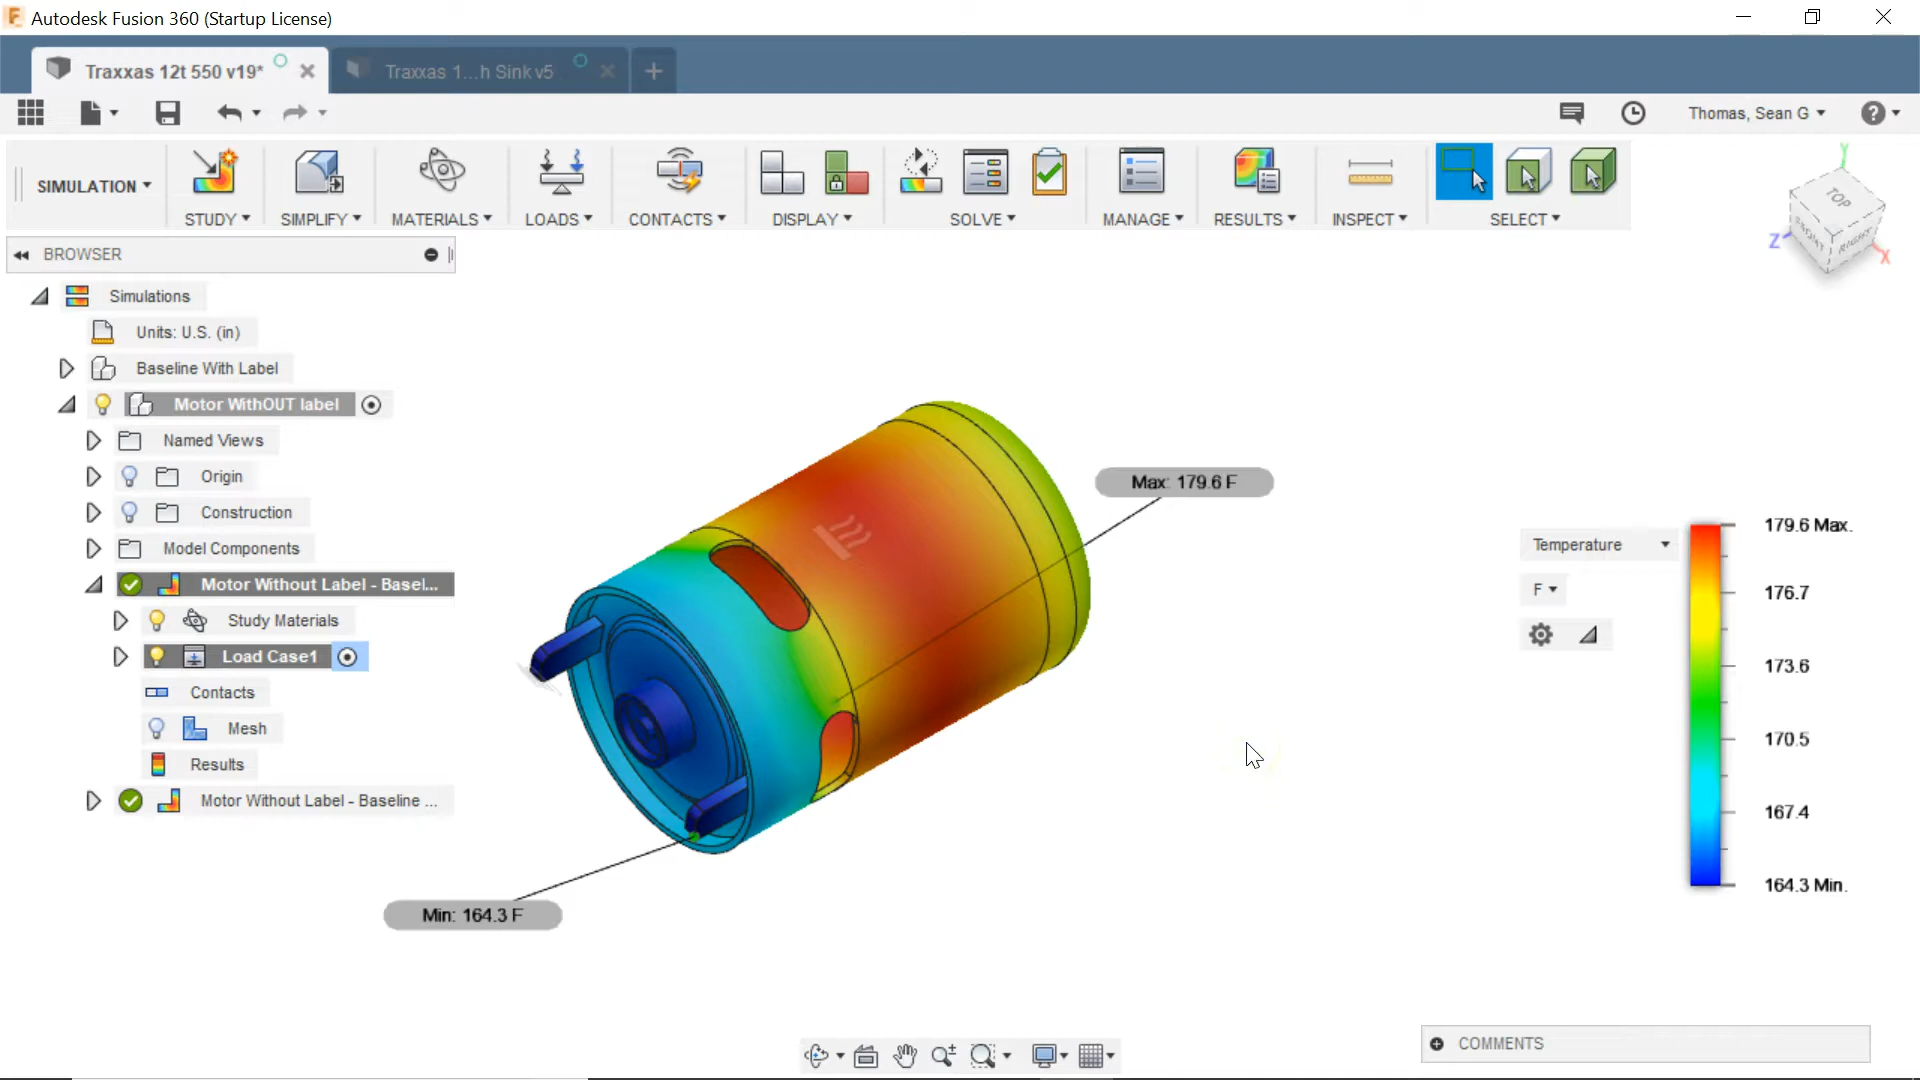 Autodesk Fusion 360 (Startup License)
Traxxas 12t 550 v19*
Traxxas 1...h Sink v5
Thomas, Sean G
SIMULATION
STUDY
SIMPLIFY
MATERIALS
LOADS
CONTACTS
DISPLAY
SOLVE
MANAGE
RESULTS
INSPECT
SELECT
TOP
FRONT
RIGHT
Y
Z
X
BROWSER
Simulations
Units: U.S. (in)
Baseline With Label
Motor WithOUT label
Named Views
Origin
Construction
Model Components
Motor Without Label - Basel...
Study Materials
Load Case1
Contacts
Mesh
Results
Motor Without Label - Baseline ...
Max: 179.6 F
Min: 164.3 F
Temperature
F
179.6 Max.
176.7
173.6
170.5
167.4
164.3 Min.
COMMENTS